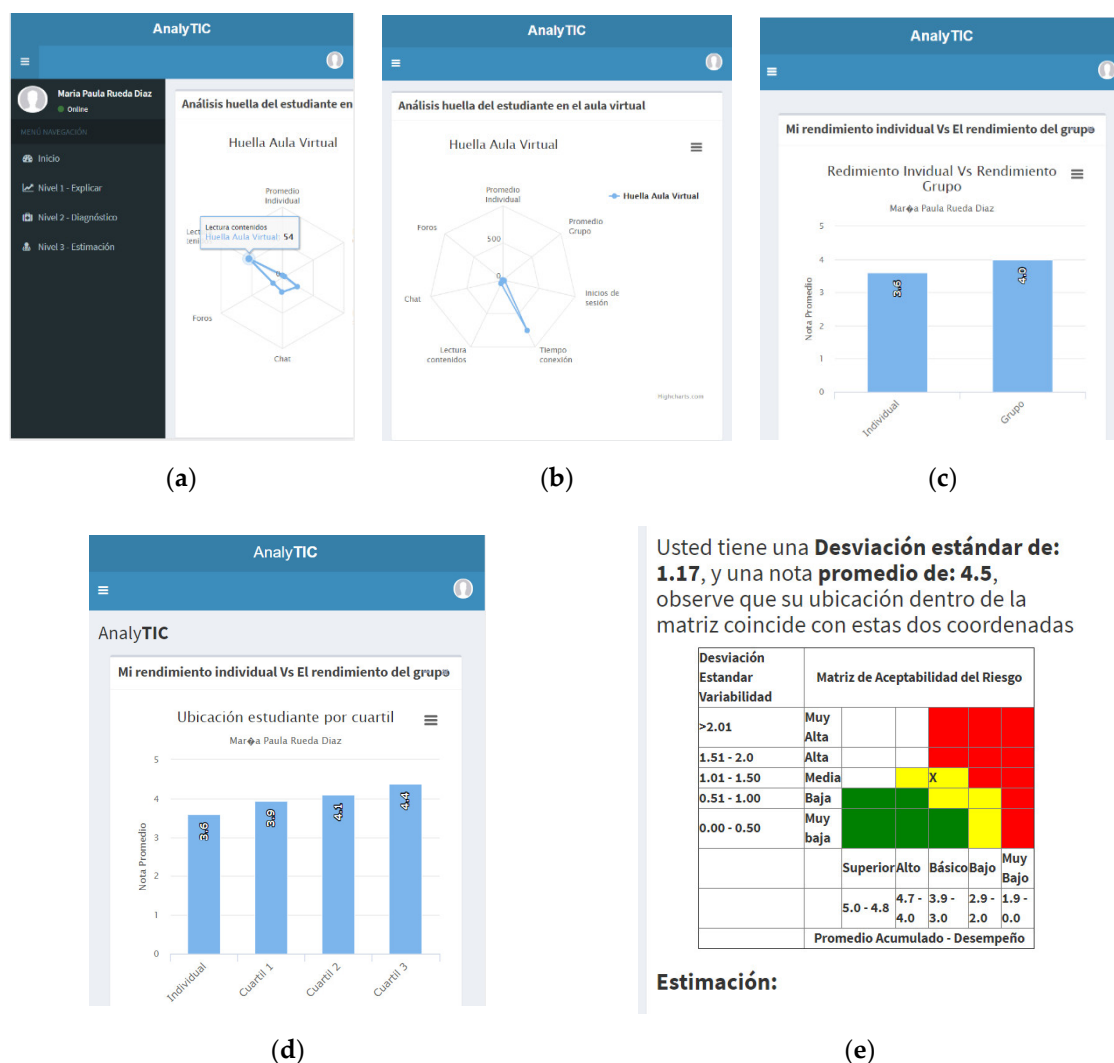 AnalyTIC
Maria Paula Rueda Diaz
Online
MENÚ NAVEGACIÓN
Inicio
Nivel 1 - Explicar
Nivel 2 - Diagnóstico
Nivel 3 - Estimación
Análisis huella del estudiante en
Huella Aula Virtual
Promedio
Individual
Lectura contenidos
Huella Aula Virtual: 54
0
Foros
Chat
(a)
AnalyTIC
Análisis huella del estudiante en el aula virtual
Huella Aula Virtual
Huella Aula Virtual
Promedio
Individual
Promedio
Grupo
Foros
500
0
Inicios de
sesión
Chat
Lectura
contenidos
Tiempo
conexión
Highcharts.com
(b)
AnalyTIC
Mi rendimiento individual Vs El rendimiento del grupo
Redimiento Invidual Vs Rendimiento
Grupo
Mar�a Paula Rueda Diaz
Nota Promedio
5
4
3
2
1
0
3.6
4.0
Individual
Grupo
(c)
AnalyTIC
AnalyTIC
Mi rendimiento individual Vs El rendimiento del grupo
Ubicación estudiante por cuartil
Mar�a Paula Rueda Diaz
Nota Promedio
5
4
3
2
1
0
3.6
3.9
4.1
4.4
Individual
Cuartil 1
Cuartil 2
Cuartil 3
(d)
Usted tiene una Desviación estándar de:
1.17, y una nota promedio de: 4.5,
observe que su ubicación dentro de la
matriz coincide con estas dos coordenadas
Desviación
Estandar
Variabilidad
Matriz de Aceptabilidad del Riesgo
>2.01 Muy
Alta
1.51 - 2.0 Alta
1.01 - 1.50 Media X
0.51 - 1.00 Baja
0.00 - 0.50 Muy
baja
Superior Alto Básico Bajo Muy
Bajo
5.0 - 4.8 4.7 - 4.0 3.9 - 3.0 2.9 - 2.0 1.9 - 0.0
Promedio Acumulado - Desempeño
Estimación:
(e)